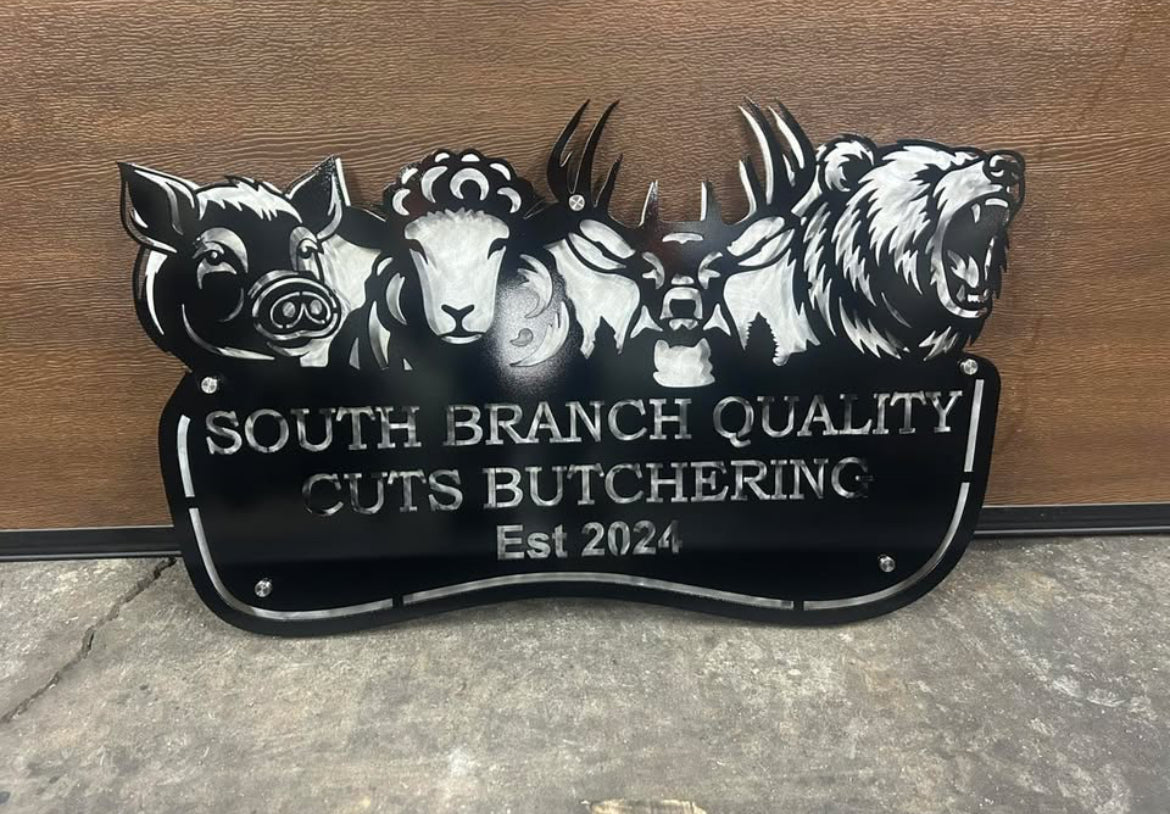 SOUTH BRANCH QUALITY
CUTS BUTCHERING
Est 2024